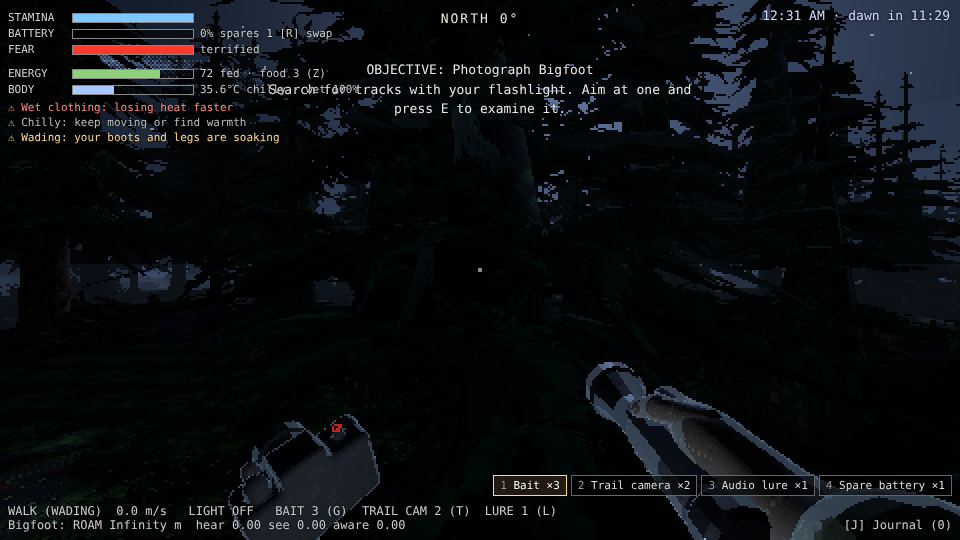 STAMINA
NORTH 0°
12:31 AM · dawn in 11:29
BATTERY 0% spares 1 [R] swap
FEAR terrified
ENERGY 72 fed · food 3 (Z)
OBJECTIVE: Photograph Bigfoot
BODY 35.6°C chilly · wet 100%
Search for tracks with your flashlight. Aim at one and
press E to examine it.
⚠ Wet clothing: losing heat faster
⚠ Chilly: keep moving or find warmth
⚠ Wading: your boots and legs are soaking
1 Bait ×3 2 Trail camera ×2 3 Audio lure ×1 4 Spare battery ×1
WALK (WADING) 0.0 m/s LIGHT OFF BAIT 3 (G) TRAIL CAM 2 (T) LURE 1 (L)
Bigfoot: ROAM Infinity m hear 0.00 see 0.00 aware 0.00
[J] Journal (0)